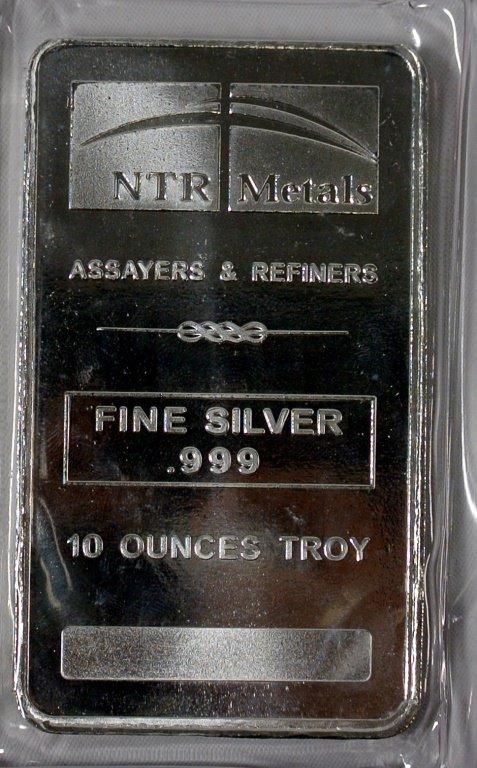 NTR Metals
ASSAYERS & REFINERS
FINE SILVER
.999
10 OUNCES TROY